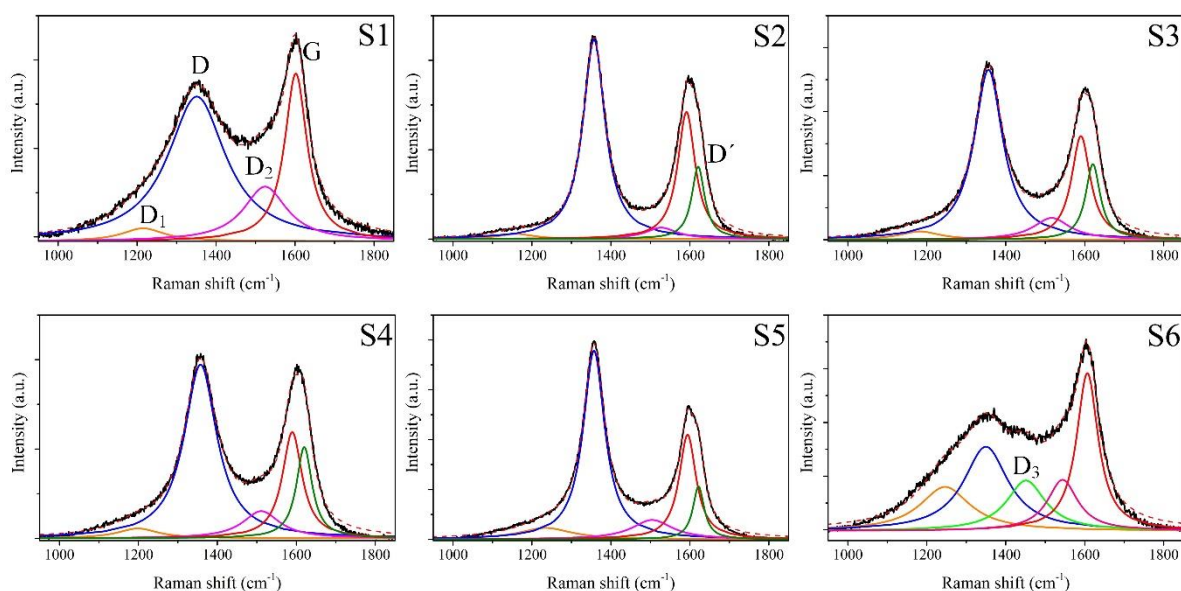 S1
D
G
D₂
D₁
Intensity (a.u.)
1000 1200 1400 1600 1800
Raman shift (cm⁻¹)
S2
D´
Intensity (a.u.)
1000 1200 1400 1600 1800
Raman shift (cm⁻¹)
S3
Intensity (a.u.)
1000 1200 1400 1600 1800
Raman shift (cm⁻¹)
S4
Intensity (a.u.)
1000 1200 1400 1600 1800
Raman shift (cm⁻¹)
S5
Intensity (a.u.)
1000 1200 1400 1600 1800
Raman shift (cm⁻¹)
S6
D₃
Intensity (a.u.)
1000 1200 1400 1600 1800
Raman shift (cm⁻¹)